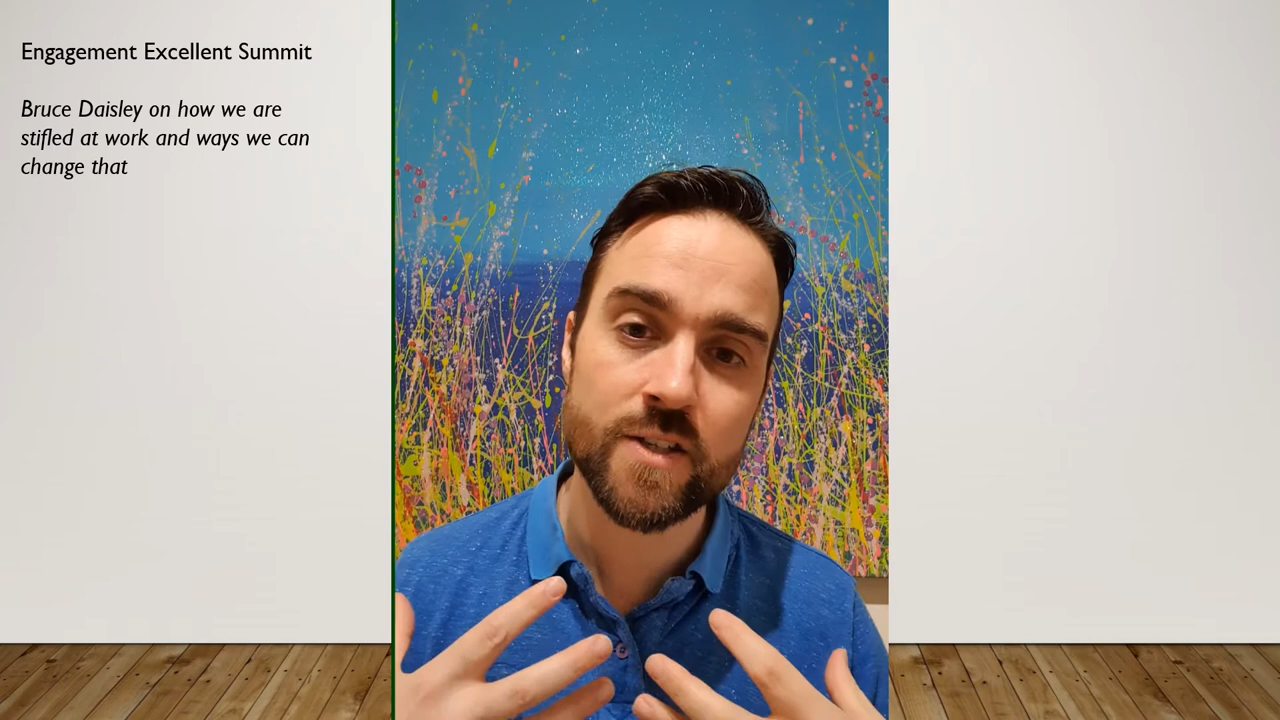 Engagement Excellent Summit
Bruce Daisley on how we are
stifled at work and ways we can
change that